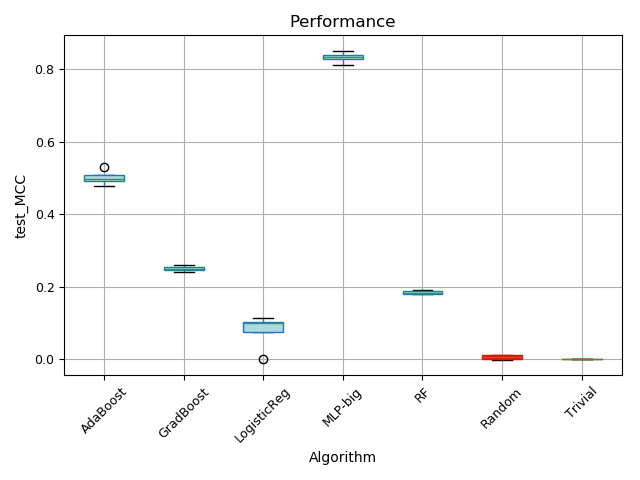 Performance
test_MCC
0.8
0.6
0.4
0.2
0.0
AdaBoost
GradBoost
LogisticReg
MLP-big
RF
Random
Trivial
Algorithm